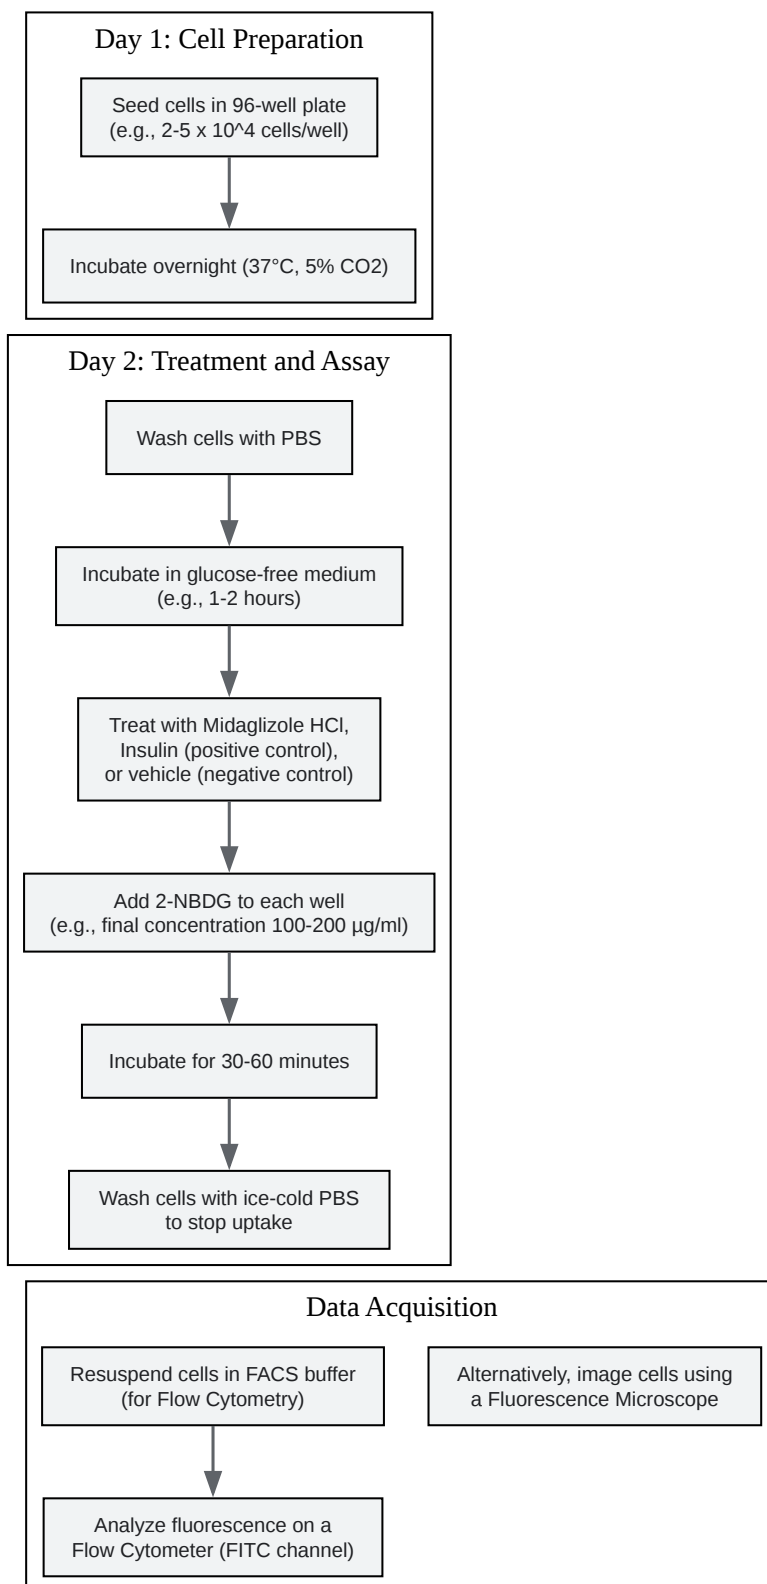 Day 1: Cell Preparation
Seed cells in 96-well plate
(e.g., 2-5 x 10^4 cells/well)
Incubate overnight (37°C, 5% CO2)
Day 2: Treatment and Assay
Wash cells with PBS
Incubate in glucose-free medium
(e.g., 1-2 hours)
Treat with Midaglizole HCl,
Insulin (positive control),
or vehicle (negative control)
Add 2-NBDG to each well
(e.g., final concentration 100-200 µg/ml)
Incubate for 30-60 minutes
Wash cells with ice-cold PBS
to stop uptake
Data Acquisition
Resuspend cells in FACS buffer
(for Flow Cytometry)
Alternatively, image cells using
a Fluorescence Microscope
Analyze fluorescence on a
Flow Cytometer (FITC channel)